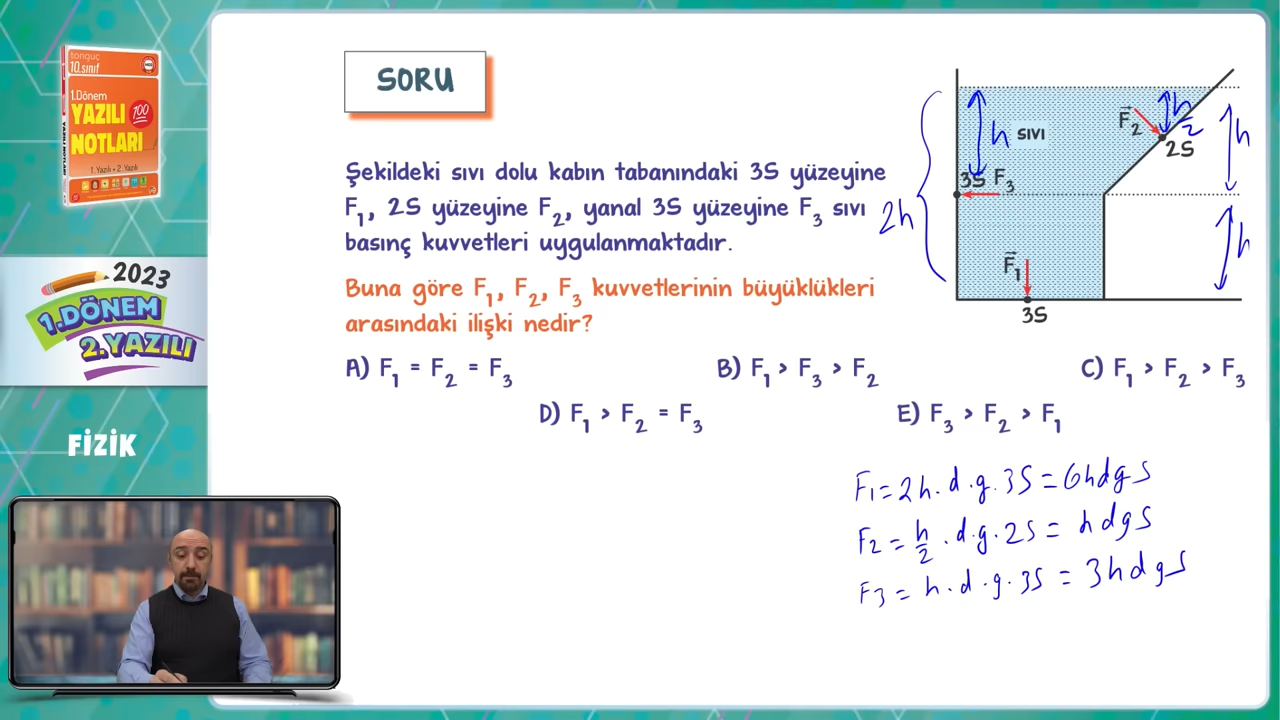 tonguç
10.sınıf
1.Dönem
YAZILI
100
NOTLARI
1. Yazılı • 2. Yazılı
YAZILI NOTLARI
2023
1.DÖNEM
2.YAZILI
FİZİK
SORU
Şekildeki sıvı dolu kabın tabanındaki 3S yüzeyine
F₁, 2S yüzeyine F₂, yanal 3S yüzeyine F₃ sıvı
basınç kuvvetleri uygulanmaktadır.
Buna göre F₁, F₂, F₃ kuvvetlerinin büyüklükleri
arasındaki ilişki nedir?
A) F₁ = F₂ = F₃
B) F₁ > F₃ > F₂
C) F₁ > F₂ > F₃
D) F₁ > F₂ = F₃
E) F₃ > F₂ > F₁
h
SIVI
F₂
h/2
2S
h
3S F₃
2h
h
F₁
3S
F1 = 2h . d . g . 3S = 6hdgS
F2 = h/2 . d . g . 2S = hdgS
F3 = h . d . g . 3S = 3hdgS